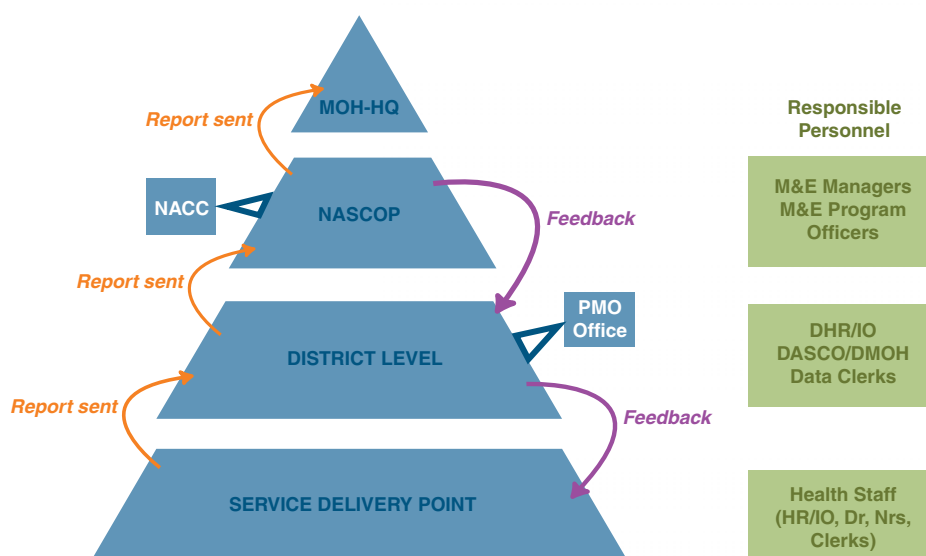 MOH-HQ
Report sent
Responsible
Personnel
NACC
NASCOP
Feedback
M&E Managers
M&E Program
Officers
Report sent
PMO
Office
DISTRICT LEVEL
DHR/IO
DASCO/DMOH
Data Clerks
Report sent
Feedback
SERVICE DELIVERY POINT
Health Staff
(HR/IO, Dr, Nrs,
Clerks)